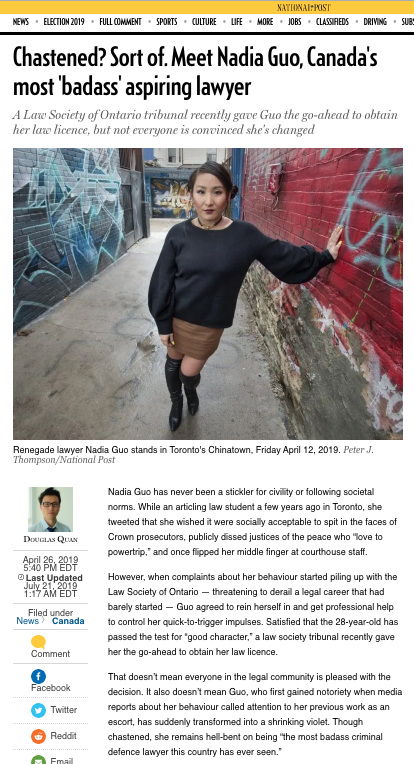 NATIONAL POST
NEWS • ELECTION 2019 • FULL COMMENT • SPORTS • CULTURE • LIFE • MORE • JOBS • CLASSIFIEDS • DRIVING • SUBS
Chastened? Sort of. Meet Nadia Guo, Canada's
most 'badass' aspiring lawyer
A Law Society of Ontario tribunal recently gave Guo the go-ahead to obtain
her law licence, but not everyone is convinced she's changed
Renegade lawyer Nadia Guo stands in Toronto's Chinatown, Friday April 12, 2019. Peter J.
Thompson/National Post
DOUGLAS QUAN
April 26, 2019
5:40 PM EDT
Last Updated
July 21, 2019
1:17 AM EDT
Filed under
News > Canada
Comment
Facebook
Twitter
Reddit
Email
Nadia Guo has never been a stickler for civility or following societal
norms. While an articling law student a few years ago in Toronto, she
tweeted that she wished it were socially acceptable to spit in the faces of
Crown prosecutors, publicly dissed justices of the peace who “love to
powertrip,” and once flipped her middle finger at courthouse staff.
However, when complaints about her behaviour started piling up with the
Law Society of Ontario — threatening to derail a legal career that had
barely started — Guo agreed to rein herself in and get professional help
to control her quick-to-trigger impulses. Satisfied that the 28-year-old has
passed the test for “good character,” a law society tribunal recently gave
her the go-ahead to obtain her law licence.
That doesn’t mean everyone in the legal community is pleased with the
decision. It also doesn’t mean Guo, who first gained notoriety when media
reports about her behaviour called attention to her previous work as an
escort, has suddenly transformed into a shrinking violet. Though
chastened, she remains hell-bent on being “the most badass criminal
defence lawyer this country has ever seen.”